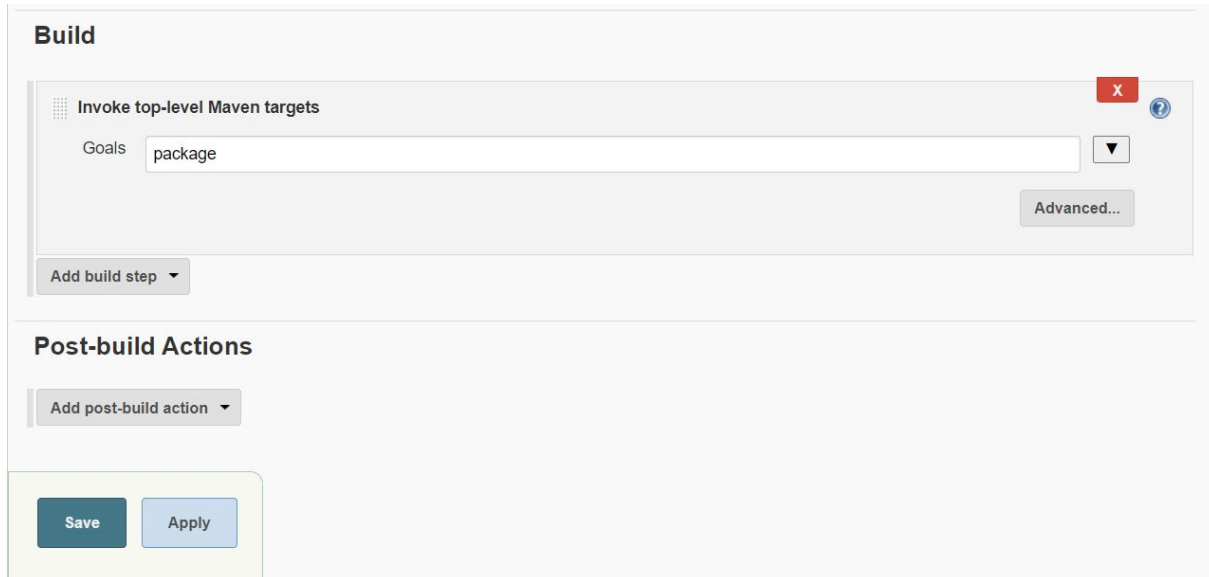 Build
Invoke top-level Maven targets
X
?
Goals
package
▼
Advanced...
Add build step
Post-build Actions
Add post-build action
Save
Apply